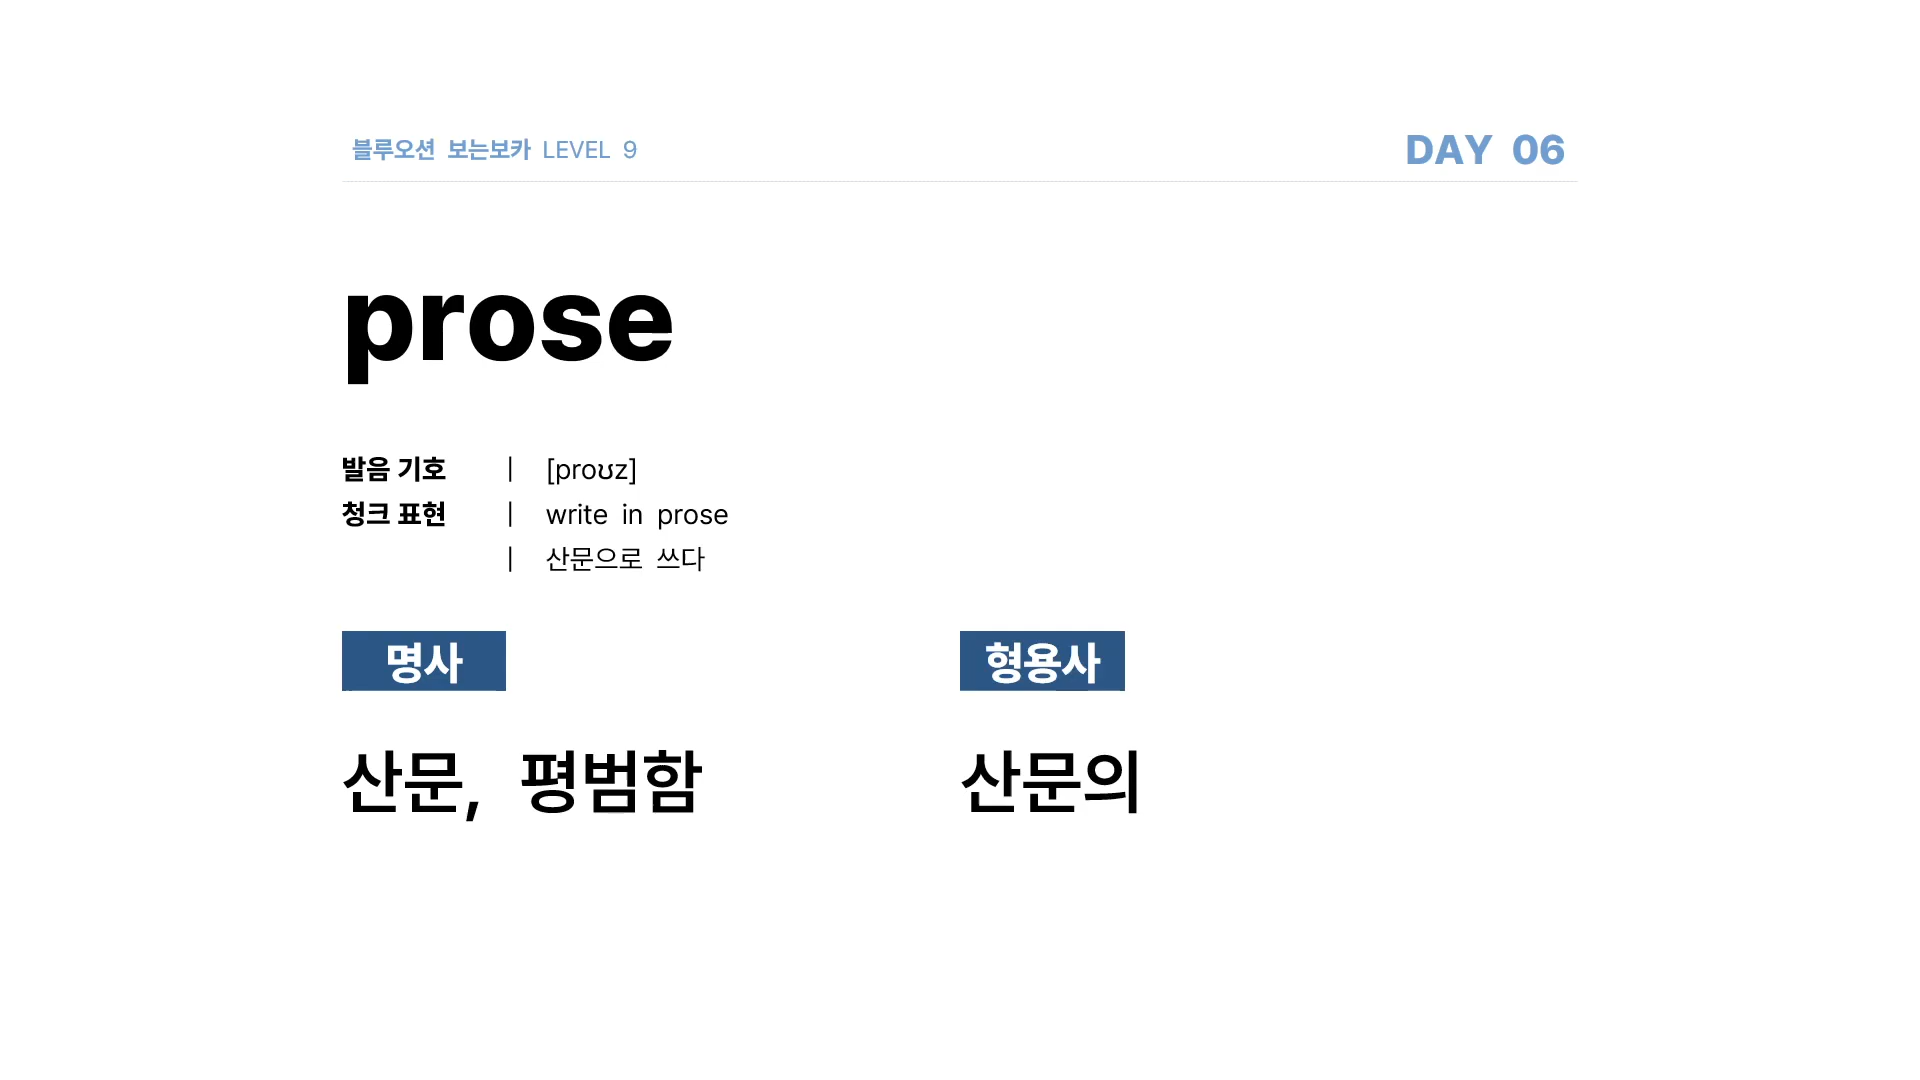 블루오션 보는보카 LEVEL 9
DAY 06
prose
발음 기호 | [proʊz]
청크 표현 | write in prose
| 산문으로 쓰다
명사 형용사
산문, 평범함 산문의